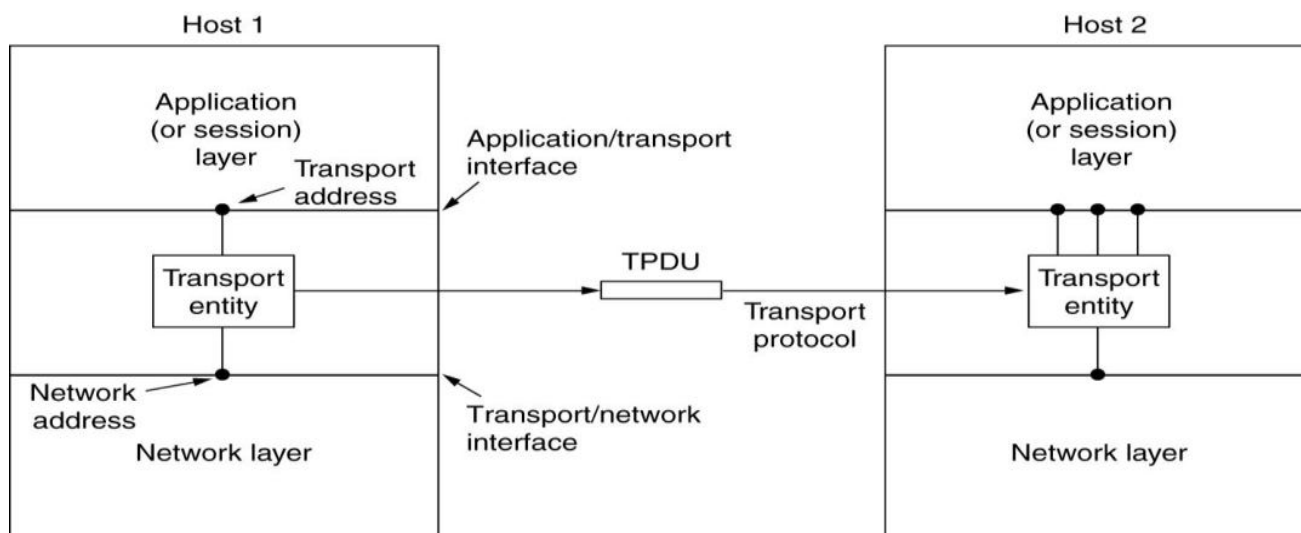 Host 1
Host 2
Application
(or session)
layer
Transport
address
Application/transport
interface
Application
(or session)
layer
Transport
entity
TPDU
Transport
protocol
Transport
entity
Network
address
Transport/network
interface
Network layer
Network layer